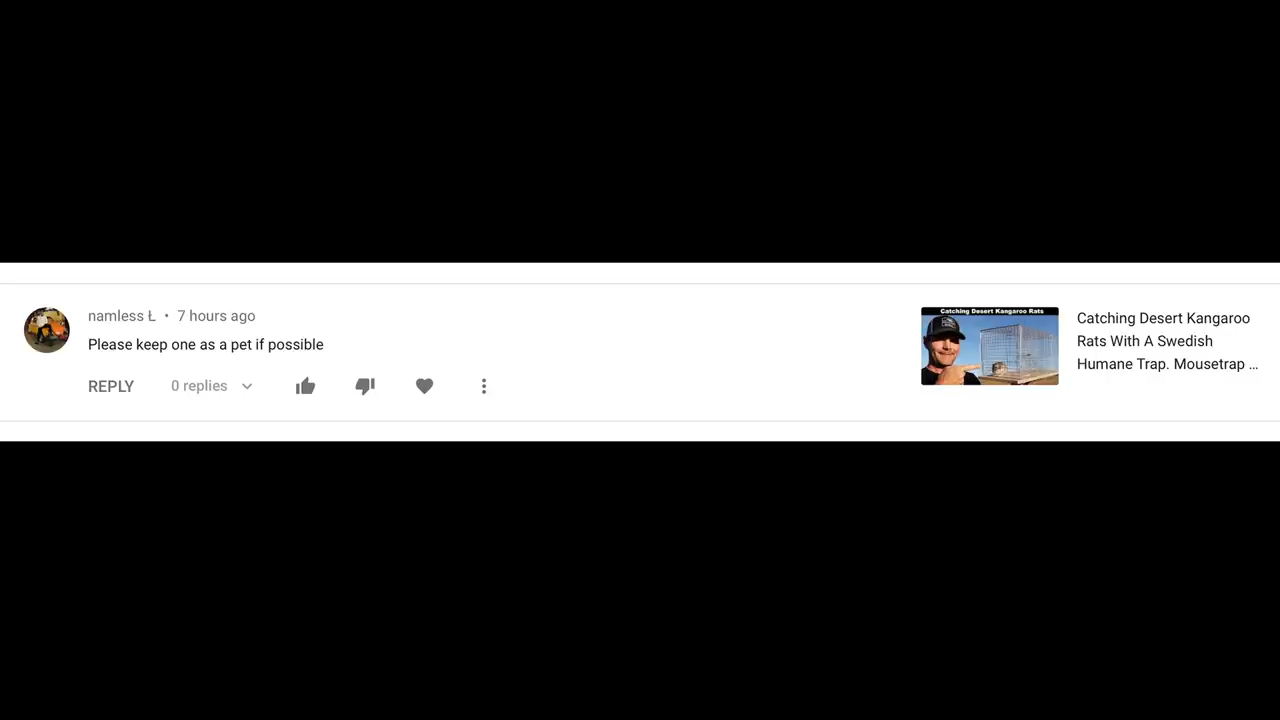 namless Ł • 7 hours ago
Please keep one as a pet if possible
REPLY 0 replies
Catching Desert Kangaroo Rats
Catching Desert Kangaroo
Rats With A Swedish
Humane Trap. Mousetrap ...